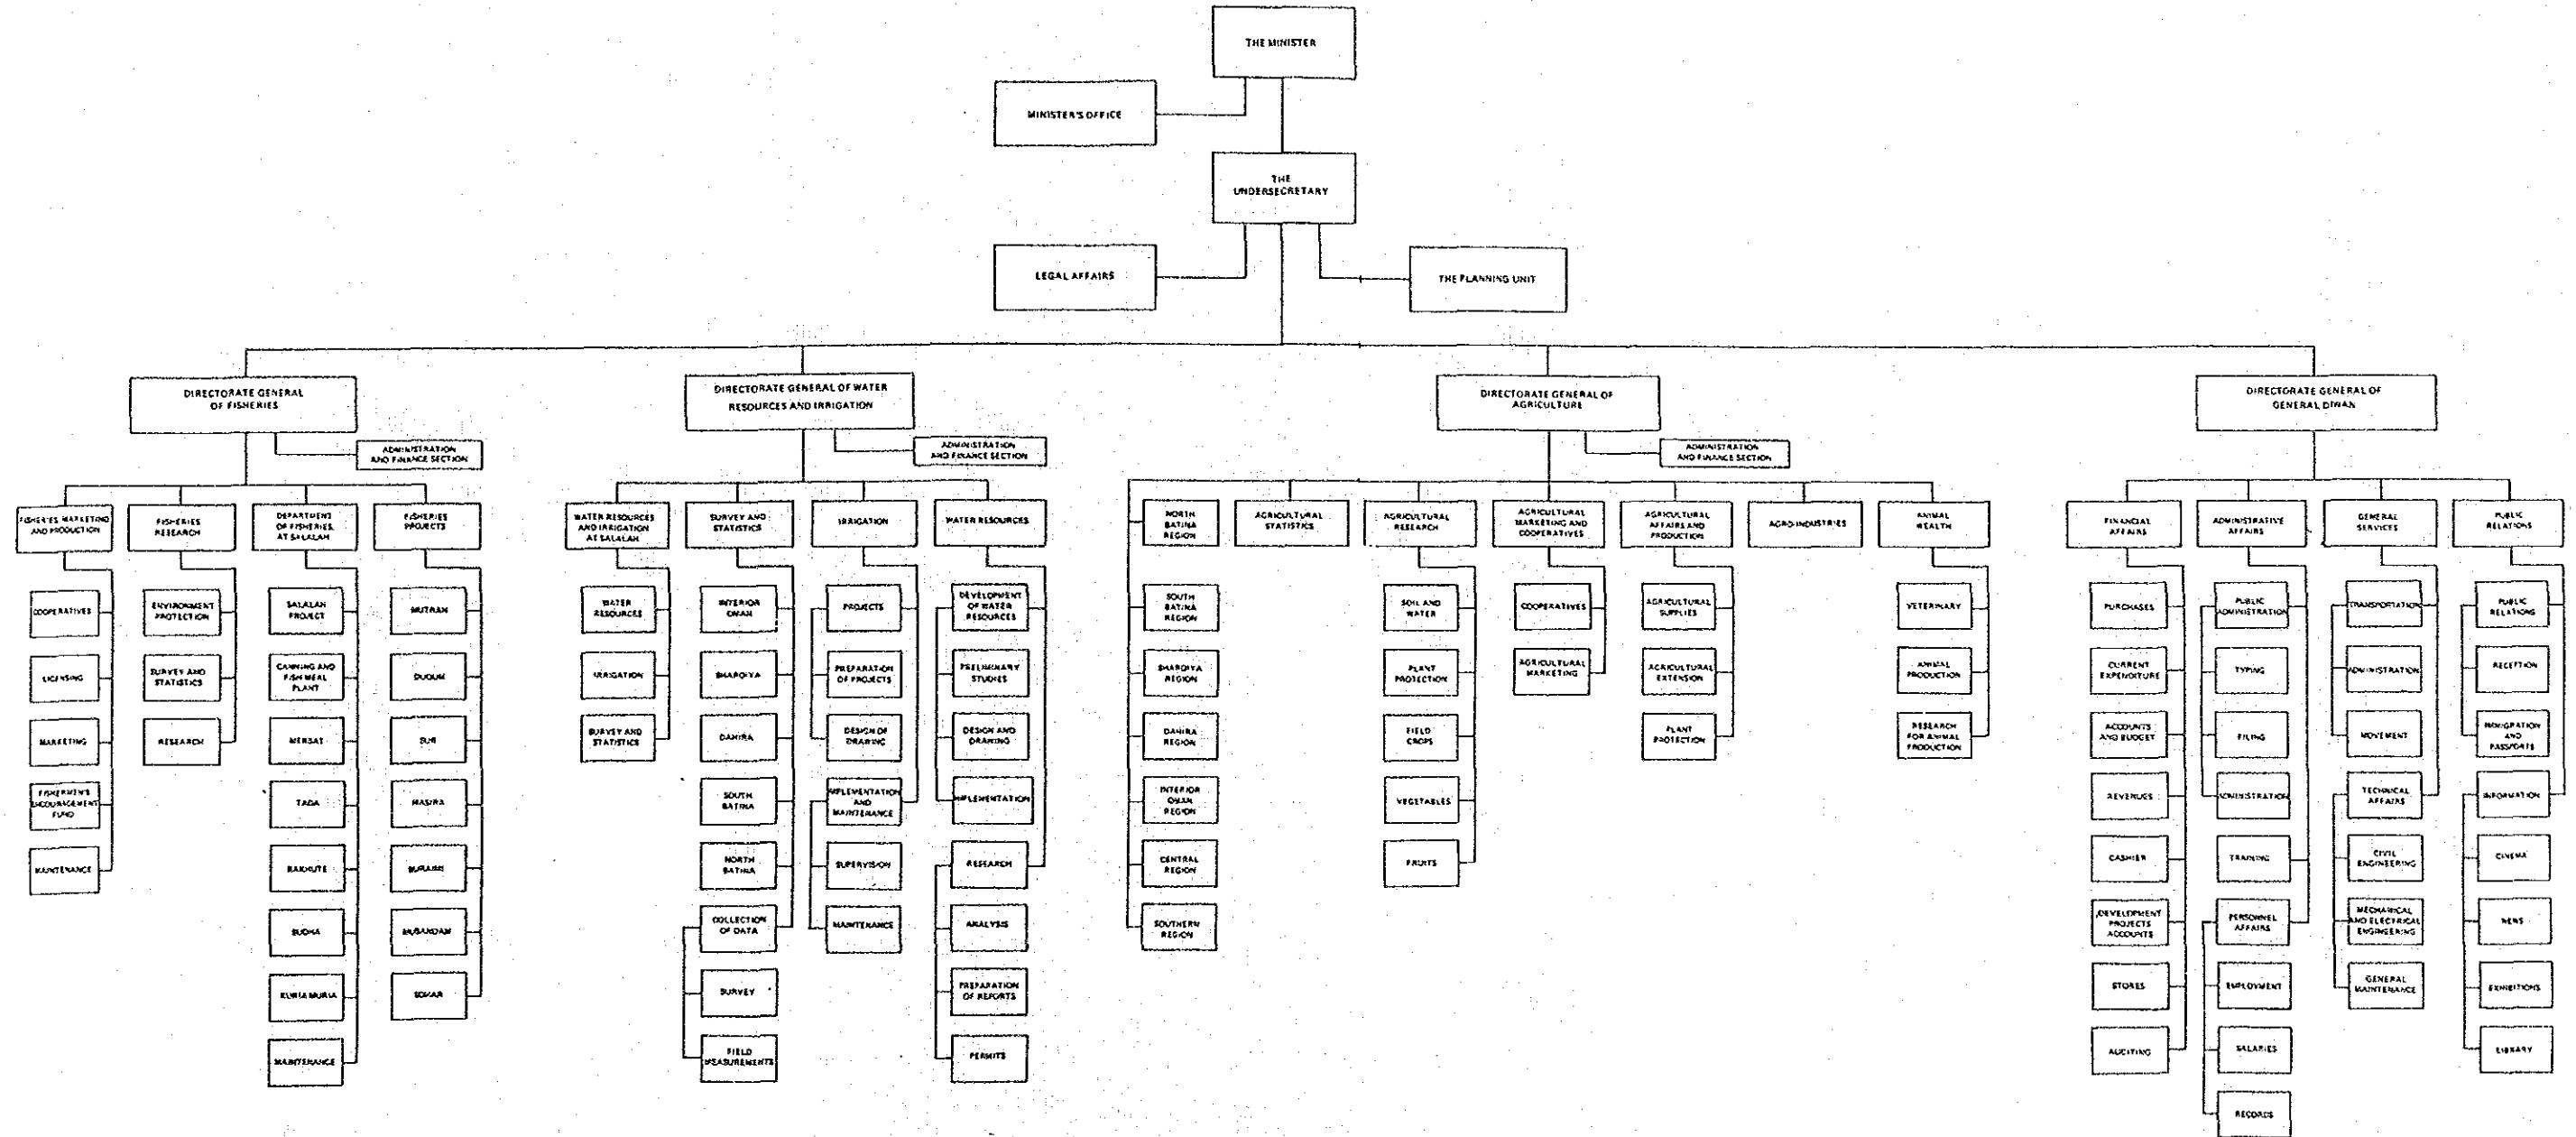 THE MINISTER
MINISTER'S OFFICE
THE
UNDERSECRETARY
LEGAL AFFAIRS
THE PLANNING UNIT
DIRECTORATE GENERAL
OF FISHERIES
ADMINISTRATION
AND FINANCE SECTION
FISHERIES MARKETING
AND PRODUCTION
COOPERATIVES
LICENSING
MARKETING
FISHERMEN'S
ENCOURAGEMENT
FUND
MAINTENANCE
FISHERIES
RESEARCH
ENVIRONMENT
PROTECTION
SURVEY AND
STATISTICS
RESEARCH
DEPARTMENT
OF FISHERIES
AT SALALAH
SALALAH
PROJECT
CANNING AND
FISH MEAL
PLANT
MERBAT
TAQA
RAKHUTE
SUDHA
KURIA MURIA
MAINTENANCE
FISHERIES
PROJECTS
MUTRAH
DUQUM
SUR
MASIRA
MUSANDAM
SOHAR
DIRECTORATE GENERAL OF WATER
RESOURCES AND IRRIGATION
ADMINISTRATION
AND FINANCE SECTION
WATER RESOURCES
AND IRRIGATION
AT SALALAH
WATER
RESOURCES
IRRIGATION
SURVEY AND
STATISTICS
SURVEY AND
STATISTICS
INTERIOR
OMAN
SHARQIYA
DAHIRA
SOUTH
BATINA
NORTH
BATINA
COLLECTION
OF DATA
SURVEY
FIELD
MEASUREMENTS
IRRIGATION
PROJECTS
PREPARATION
OF PROJECTS
DESIGN OF
DRAWING
IMPLEMENTATION
AND
MAINTENANCE
SUPERVISION
MAINTENANCE
WATER RESOURCES
DEVELOPMENT
OF WATER
RESOURCES
PRELIMINARY
STUDIES
DESIGN AND
DRAWING
IMPLEMENTATION
RESEARCH
ANALYSIS
PREPARATION
OF REPORTS
PERMITS
DIRECTORATE GENERAL OF
AGRICULTURE
ADMINISTRATION
AND FINANCE SECTION
NORTH
BATINA
REGION
SOUTH
BATINA
REGION
SHARQIYA
REGION
DAHIRA
REGION
INTERIOR
OMAN
REGION
CENTRAL
REGION
SOUTHERN
REGION
AGRICULTURAL
STATISTICS
AGRICULTURAL
RESEARCH
SOIL AND
WATER
PLANT
PROTECTION
FIELD
CROPS
VEGETABLES
FRUITS
AGRICULTURAL
MARKETING AND
COOPERATIVES
COOPERATIVES
AGRICULTURAL
MARKETING
AGRICULTURAL
AFFAIRS AND
PRODUCTION
AGRICULTURAL
SUPPLIES
AGRICULTURAL
EXTENSION
PLANT
PROTECTION
AGRO-INDUSTRIES
ANIMAL
WEALTH
VETERINARY
ANIMAL
PRODUCTION
RESEARCH
FOR ANIMAL
PRODUCTION
DIRECTORATE GENERAL OF
GENERAL DIWAN
FINANCIAL
AFFAIRS
PURCHASES
CURRENT
EXPENDITURE
ACCOUNTS
AND BUDGET
REVENUES
CASHIER
DEVELOPMENT
PROJECTS
ACCOUNTS
STORES
AUDITING
ADMINISTRATIVE
AFFAIRS
PUBLIC
ADMINISTRATION
TYPING
FILING
ADMINISTRATION
TRAINING
PERSONNEL
AFFAIRS
EMPLOYMENT
SALARIES
RECORDS
GENERAL
SERVICES
TRANSPORTATION
ADMINISTRATION
MOVEMENT
TECHNICAL
AFFAIRS
CIVIL
ENGINEERING
MECHANICAL
AND ELECTRICAL
ENGINEERING
GENERAL
MAINTENANCE
PUBLIC
RELATIONS
PUBLIC
RELATIONS
RECEPTION
IMMIGRATION
AND
PASSPORTS
INFORMATION
CINEMA
NEWS
EXHIBITIONS
LIBRARY